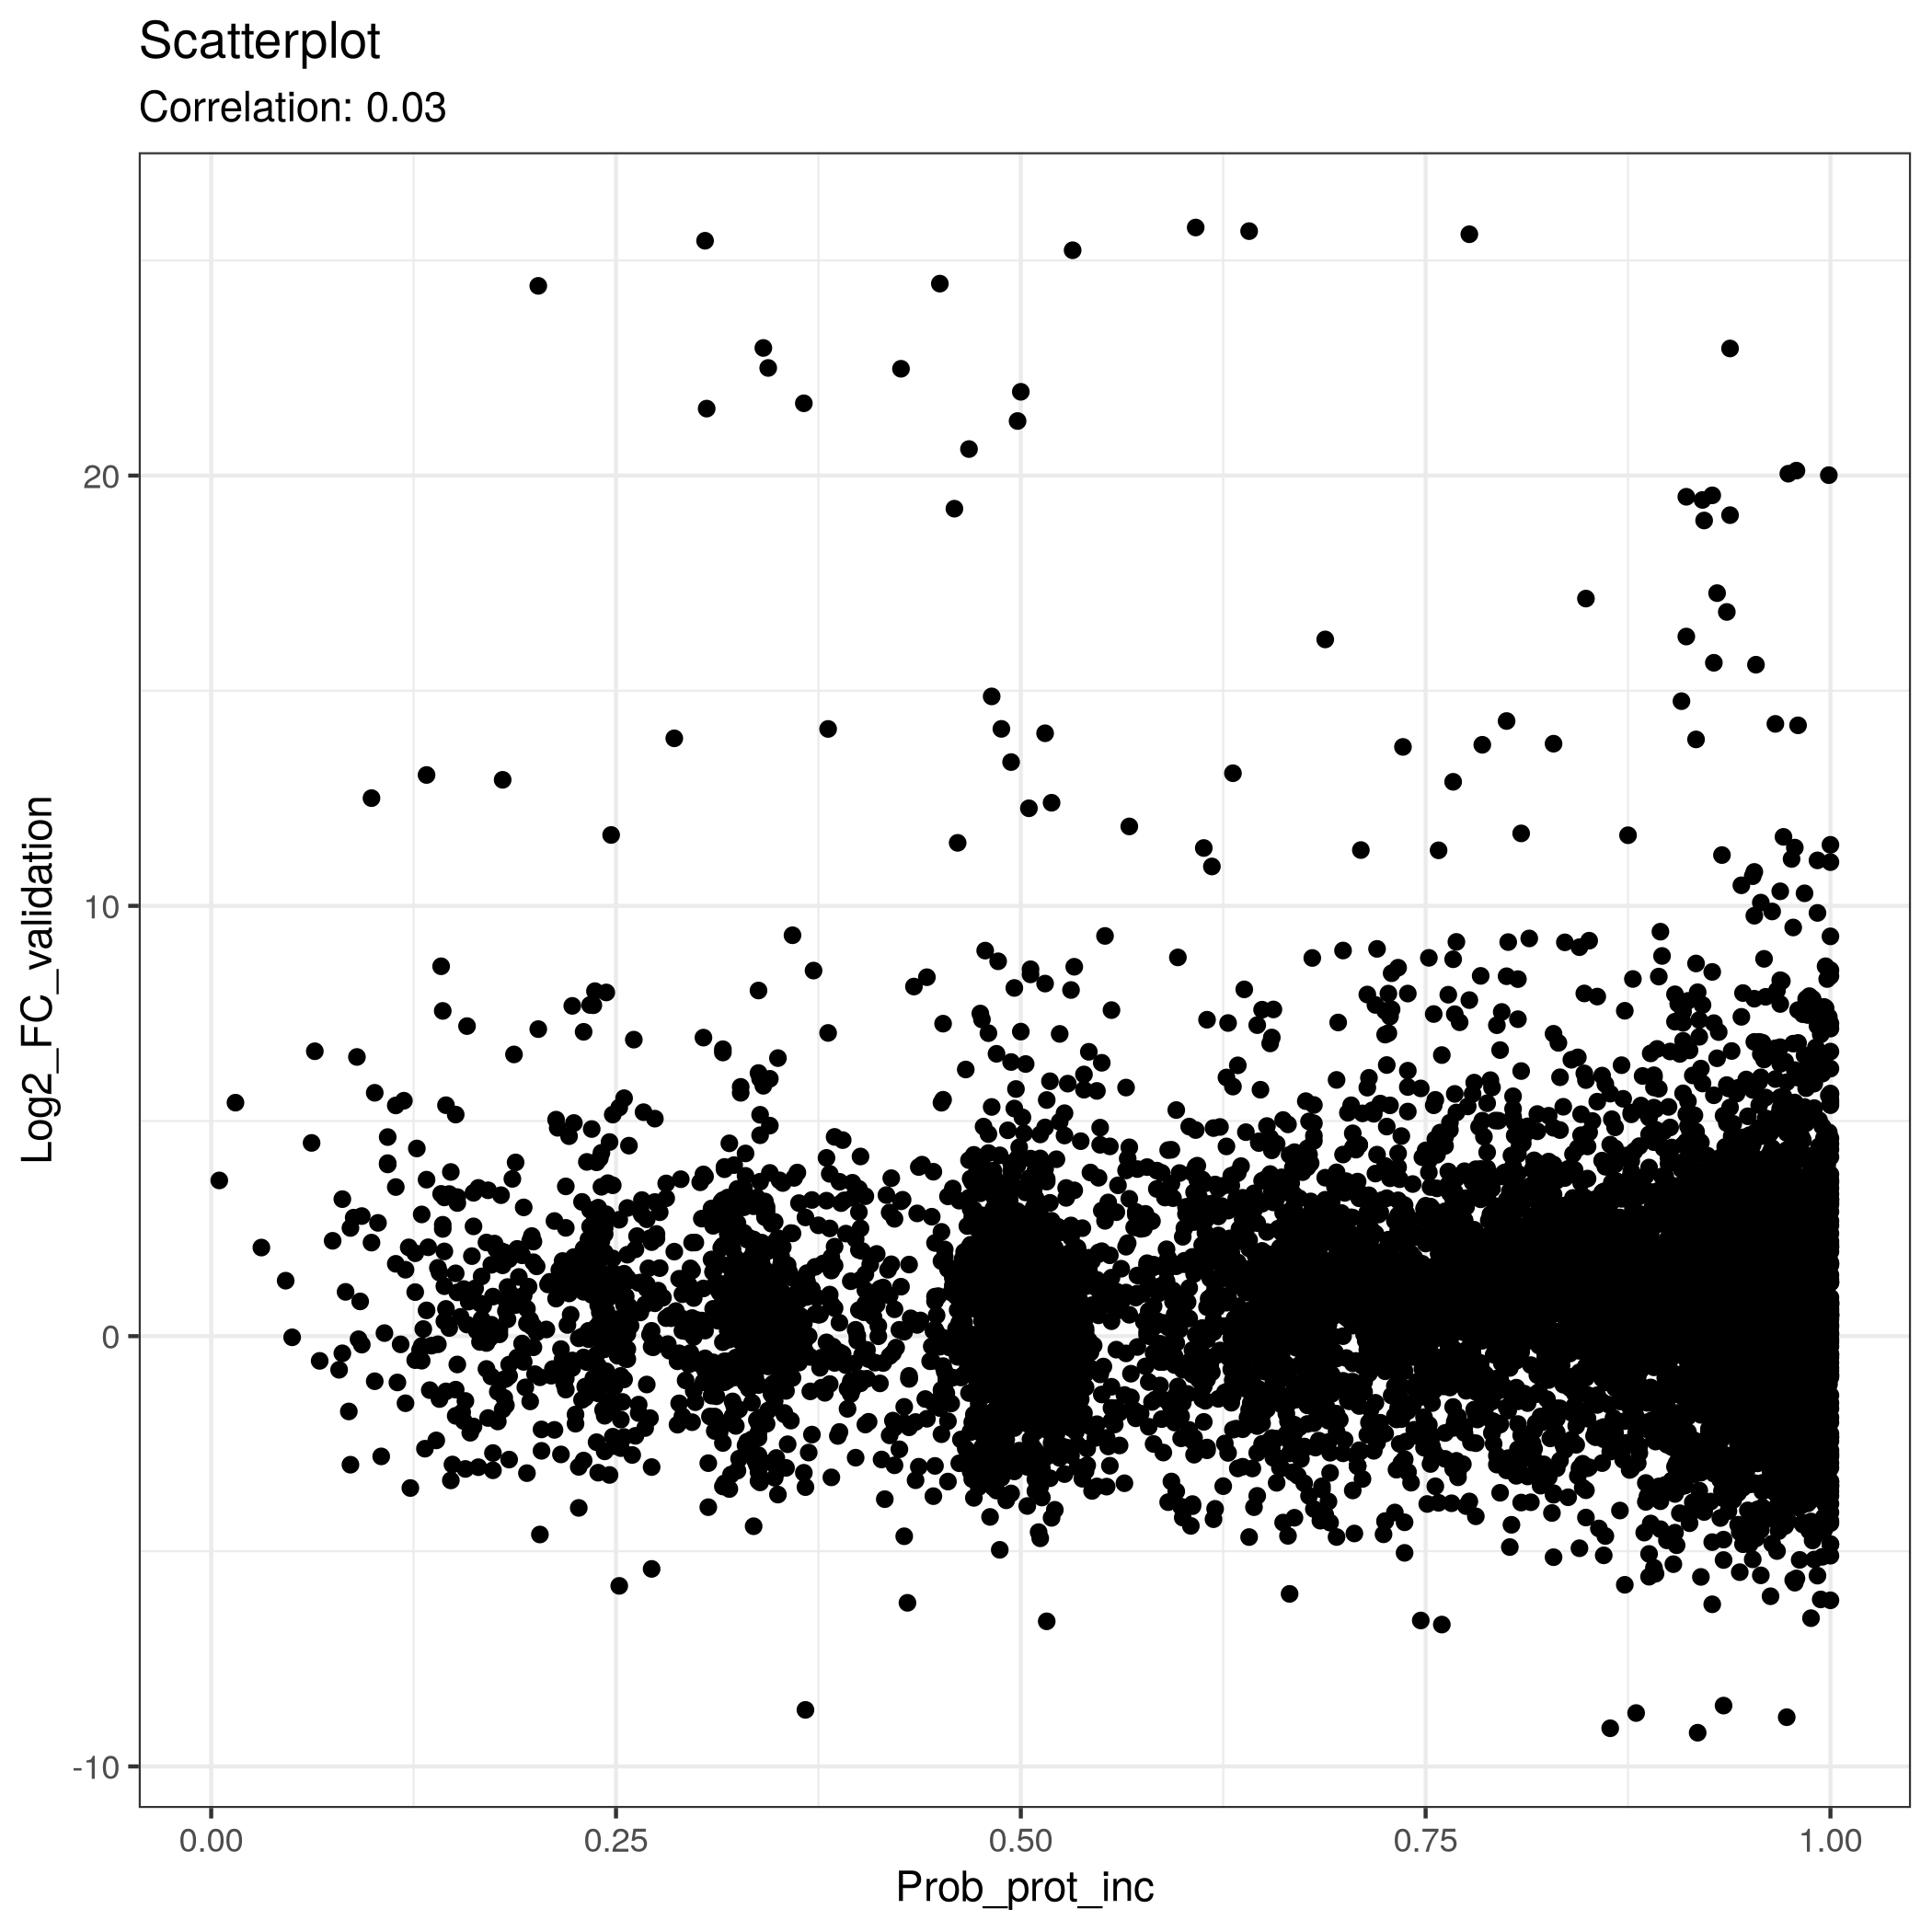 Scatterplot
Correlation: 0.03
Log2_FC_validation
20
10
0
-10
0.00 0.25 0.50 0.75 1.00
Prob_prot_inc